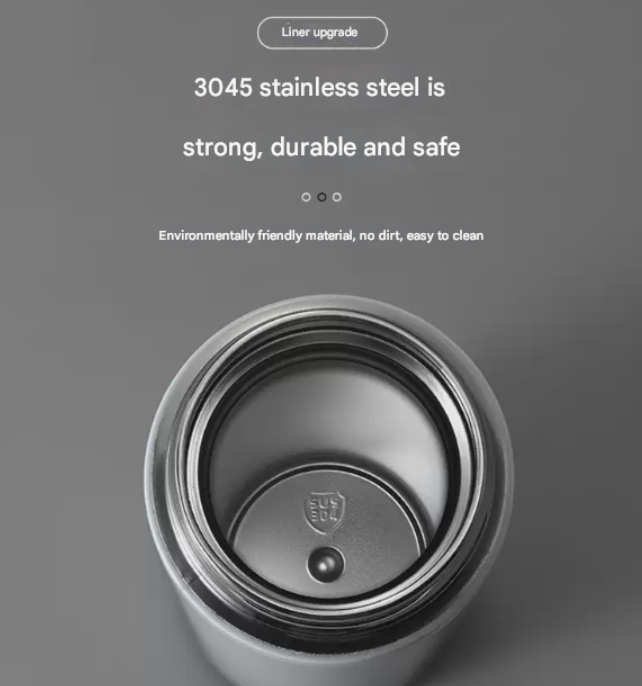 Liner upgrade
3045 stainless steel is
strong, durable and safe
Environmentally friendly material, no dirt, easy to clean
SUS
304